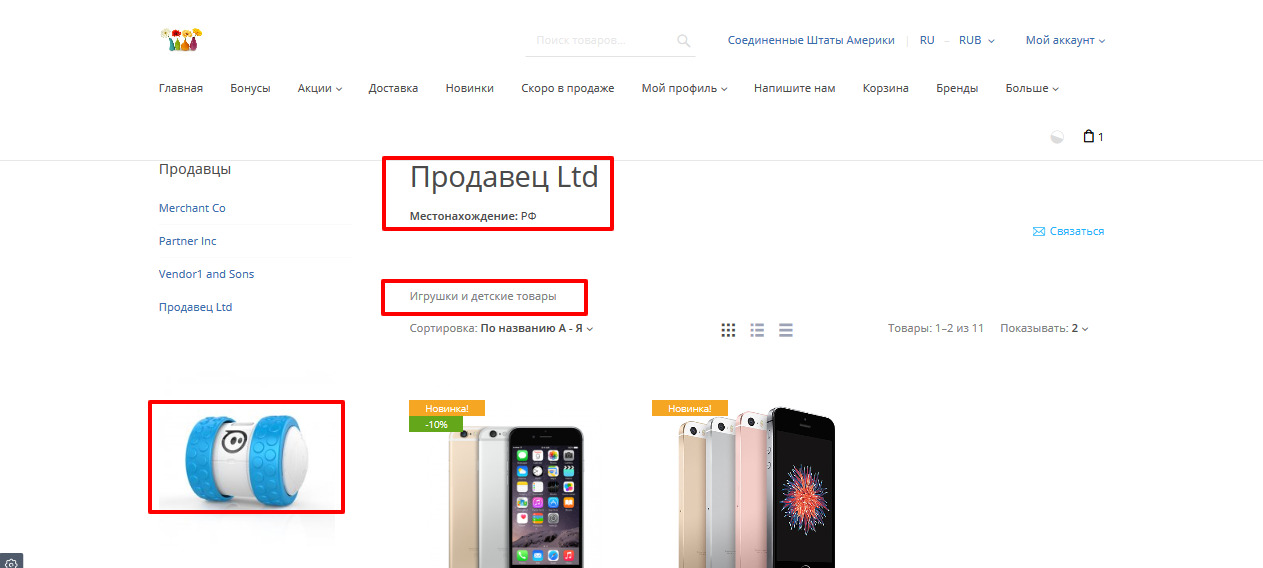 Поиск товаров...
Соединенные Штаты Америки
RU – RUB
Мой аккаунт
Главная Бонусы Акции Доставка Новинки Скоро в продаже Мой профиль Напишите нам Корзина Бренды Больше
1
Продавцы
Merchant Co
Partner Inc
Vendor1 and Sons
Продавец Ltd
Продавец Ltd
Местонахождение: РФ
Связаться
Игрушки и детские товары
Сортировка: По названию А - Я
Товары: 1–2 из 11
Показывать: 2
Новинка!
-10%
Новинка!